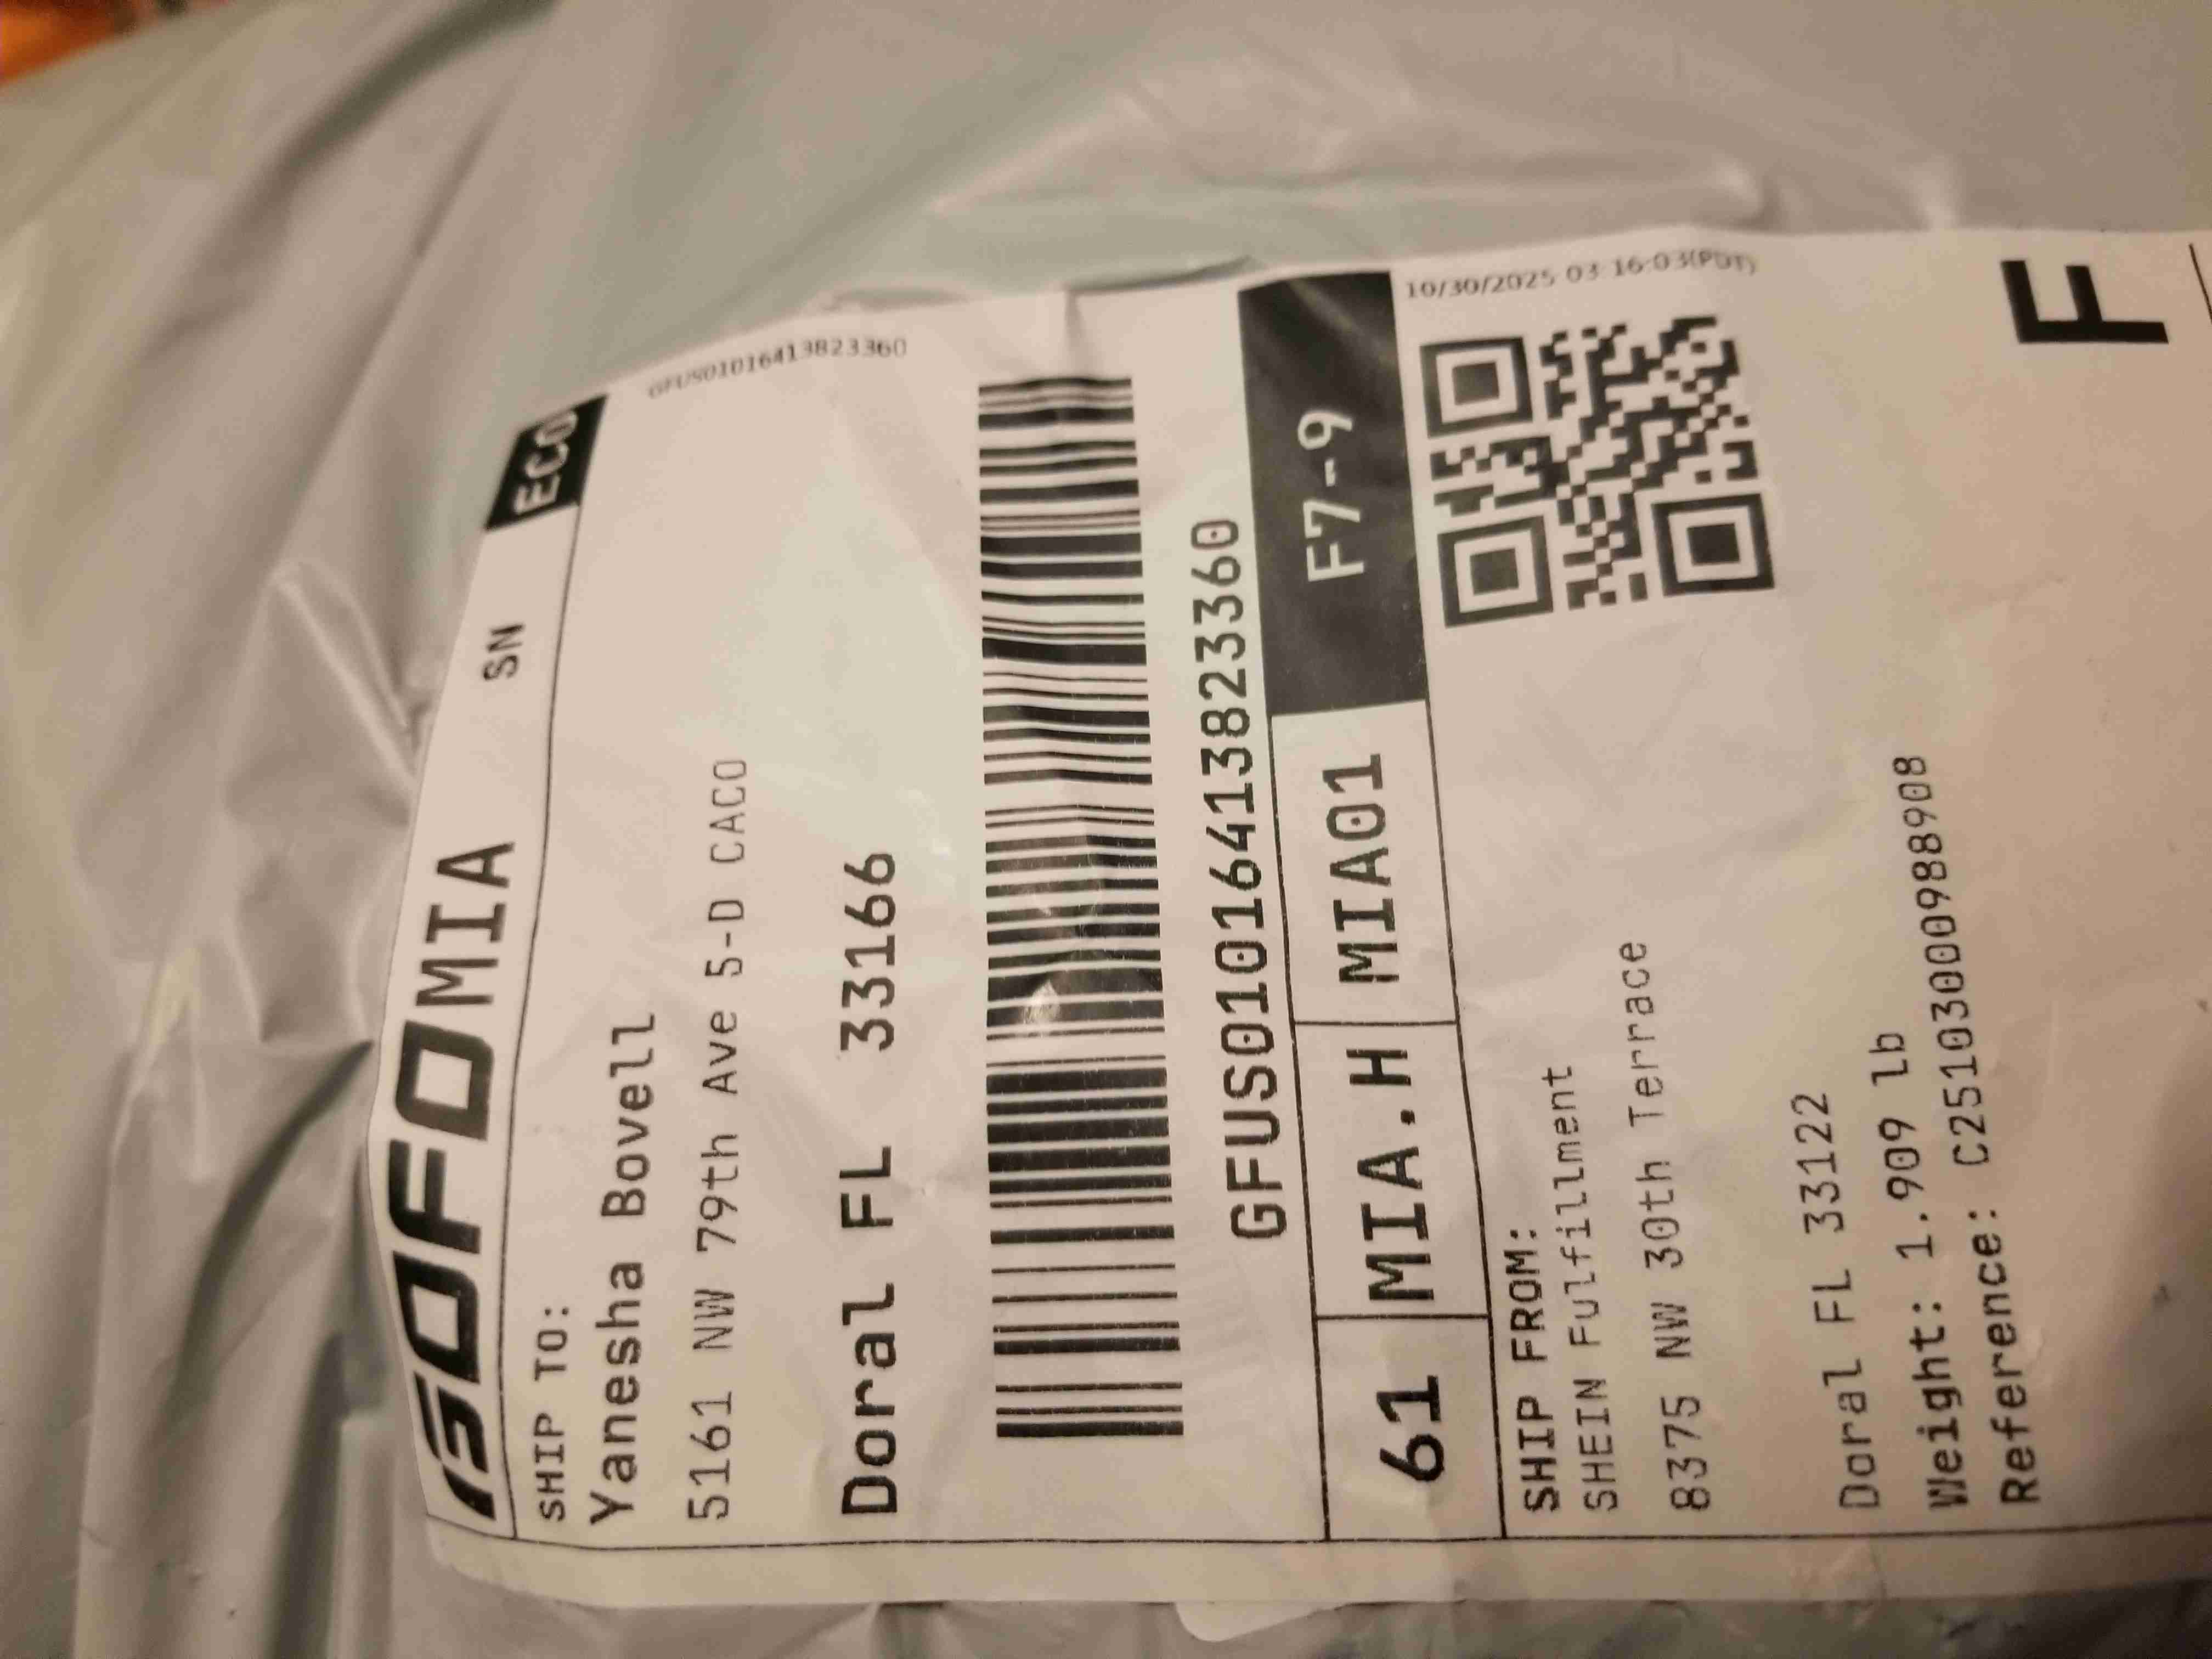 GOFO MIA SN ECO
SHIP TO:
Yanesha Bovell
GFUS01016413823360
5161 NW 79th Ave 5-D CACO
Doral FL 33166
GFUS01016413823360
61 MIA.H MIA01 F7-9
10/30/2025 03:16:03(PDT)
SHIP FROM:
SHEIN Fulfillment
8375 NW 30th Terrace
Doral FL 33122
Weight: 1.909 lb
Reference: C25103000988908
F